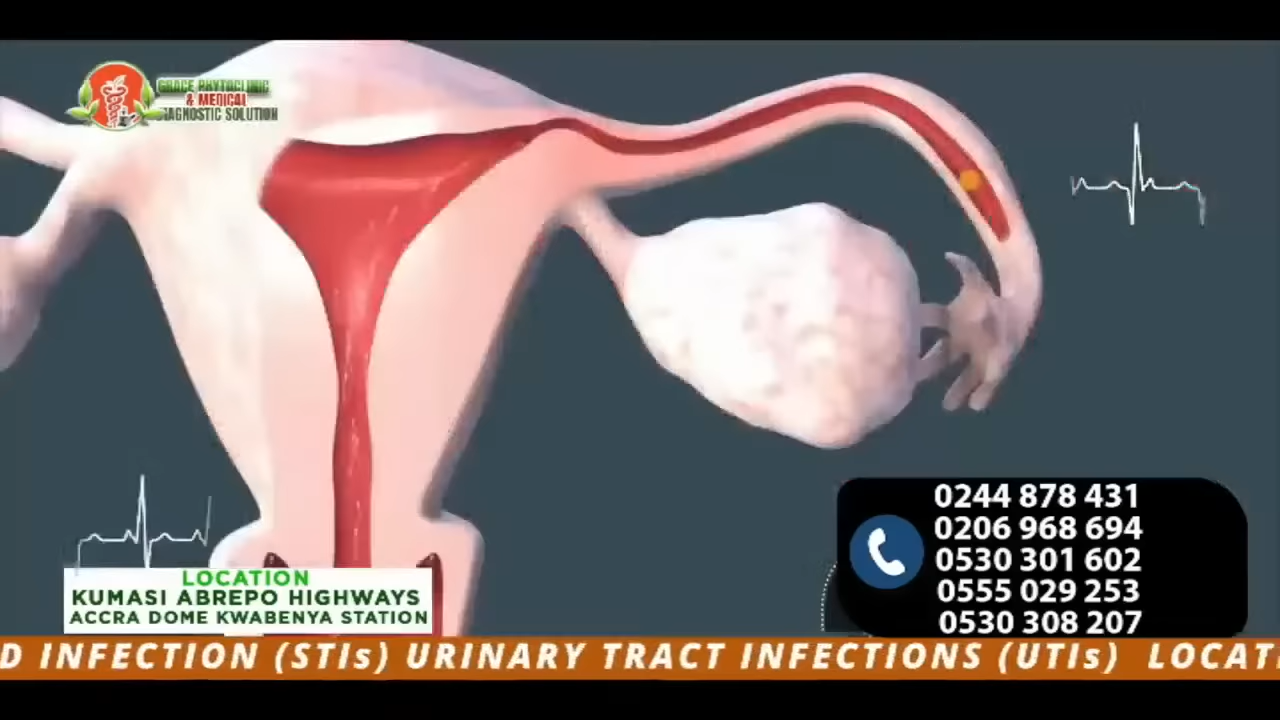 GRACE PHYTOCLINIC
& MEDICAL
DIAGNOSTIC SOLUTION
0244 878 431
0206 968 694
0530 301 602
0555 029 253
0530 308 207
LOCATION
KUMASI ABREPO HIGHWAYS
ACCRA DOME KWABENYA STATION
D INFECTION (STIs) URINARY TRACT INFECTIONS (UTIs) LOCATI